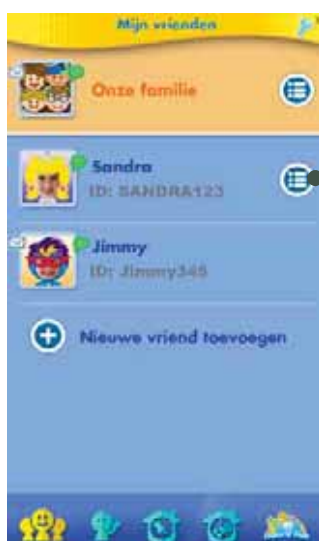 Mijn vrienden
Onze familie
Sandra
ID: SANDRA123
Jimmy
ID: Jimmy345
Nieuwe vriend toevoegen